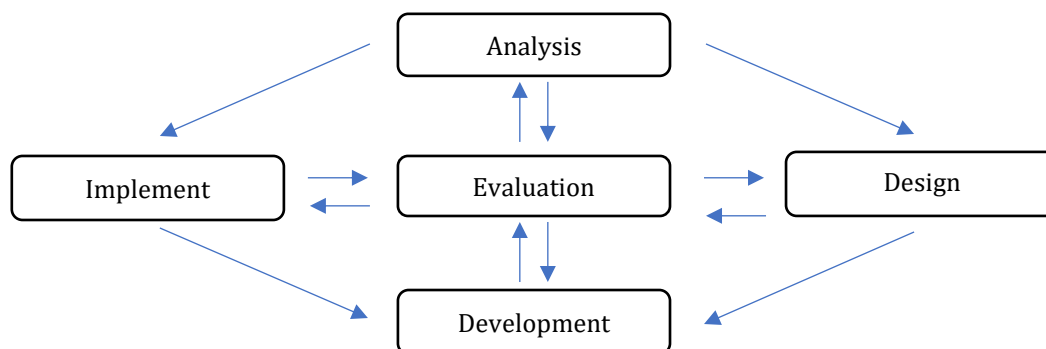 Analysis
Implement
Evaluation
Design
Development